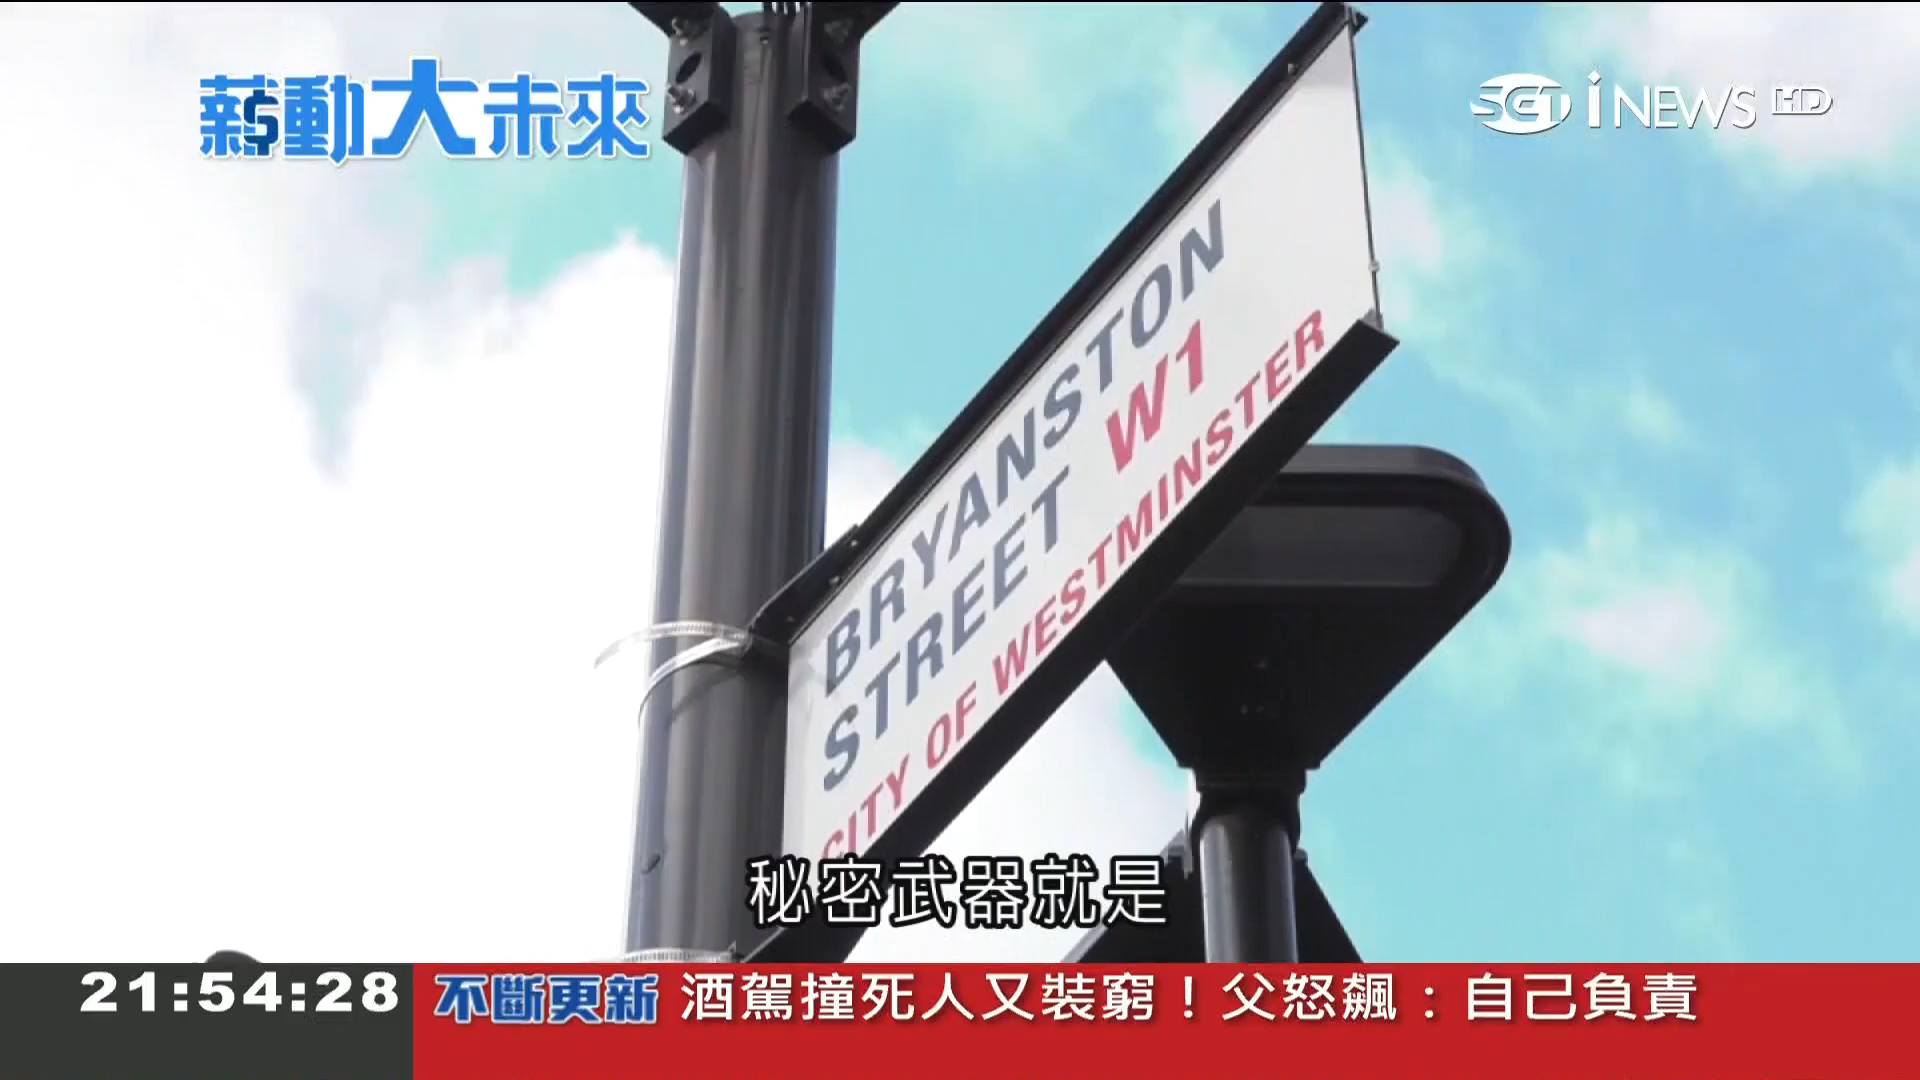 薪動大未來
SET iNEWS HD
BRYANSTON
STREET W1
CITY OF WESTMINSTER
秘密武器就是
21:54:28
不斷更新 酒駕撞死人又裝窮！父怒飆：自己負責